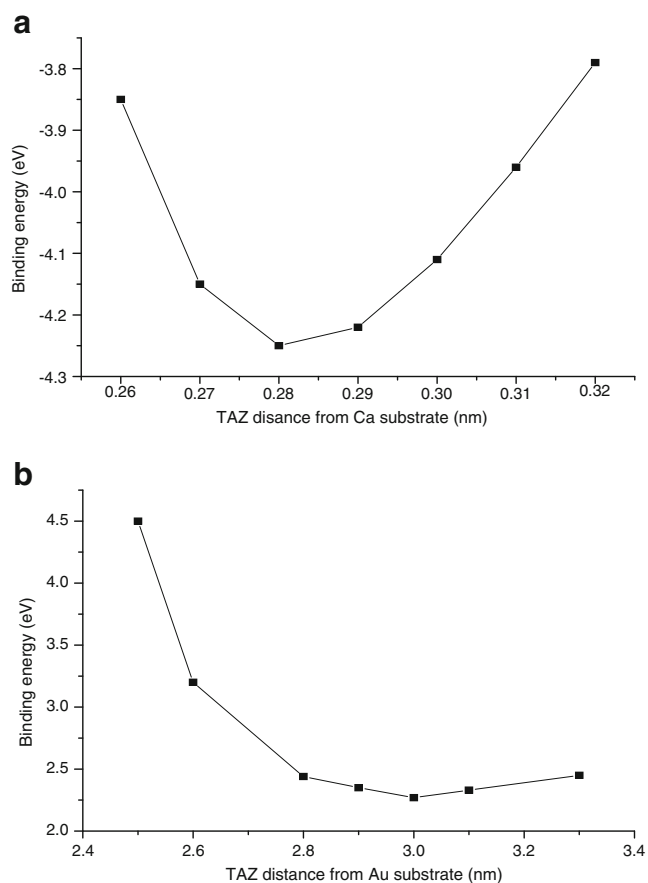 a
-3.8
-3.9
-4.0
-4.1
-4.2
-4.3
Binding energy (eV)
0.26 0.27 0.28 0.29 0.30 0.31 0.32
TAZ disance from Ca substrate (nm)
b
4.5
4.0
3.5
3.0
2.5
2.0
Binding energy (eV)
2.4 2.6 2.8 3.0 3.2 3.4
TAZ distance from Au substrate (nm)